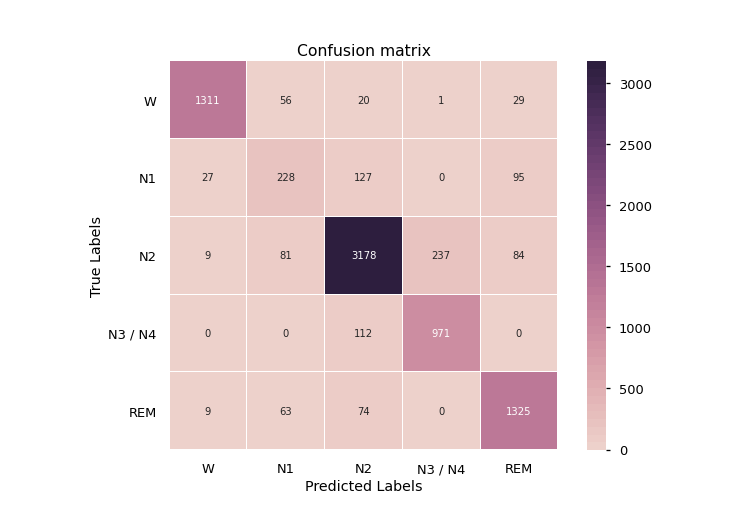 Confusion matrix
True Labels
W 1311 56 20 1 29
N1 27 228 127 0 95
N2 9 81 3178 237 84
N3 / N4 0 0 112 971 0
REM 9 63 74 0 1325
W N1 N2 N3 / N4 REM
Predicted Labels
3000
2500
2000
1500
1000
500
0